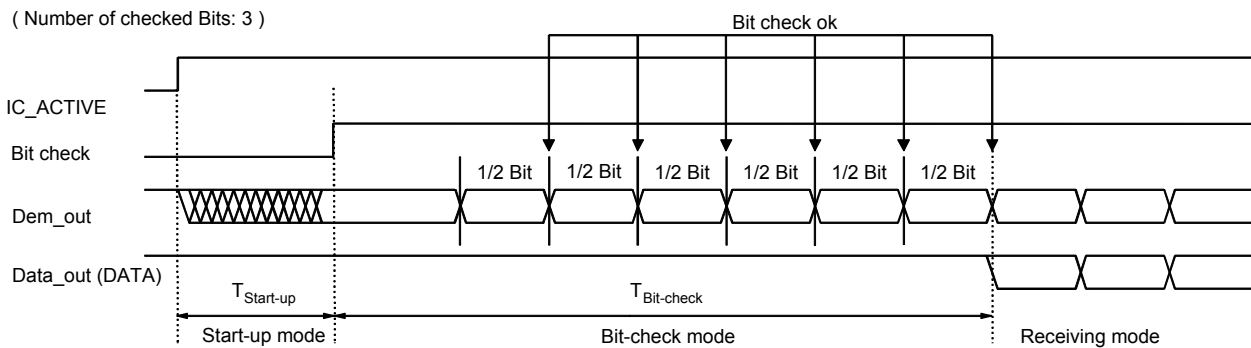 ( Number of checked Bits: 3 )
Bit check ok
IC_ACTIVE
Bit check
1/2 Bit 1/2 Bit 1/2 Bit 1/2 Bit 1/2 Bit 1/2 Bit
Dem_out
Data_out (DATA)
TStart-up TBit-check
Start-up mode Bit-check mode Receiving mode